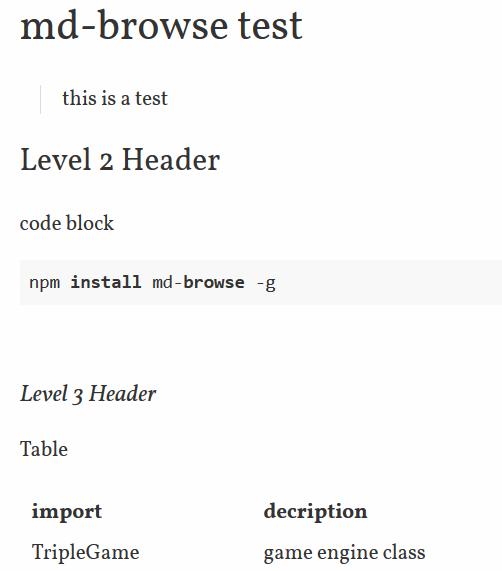 md-browse test
this is a test
Level 2 Header
code block
npm install md-browse -g
Level 3 Header
Table
import decription
TripleGame game engine class